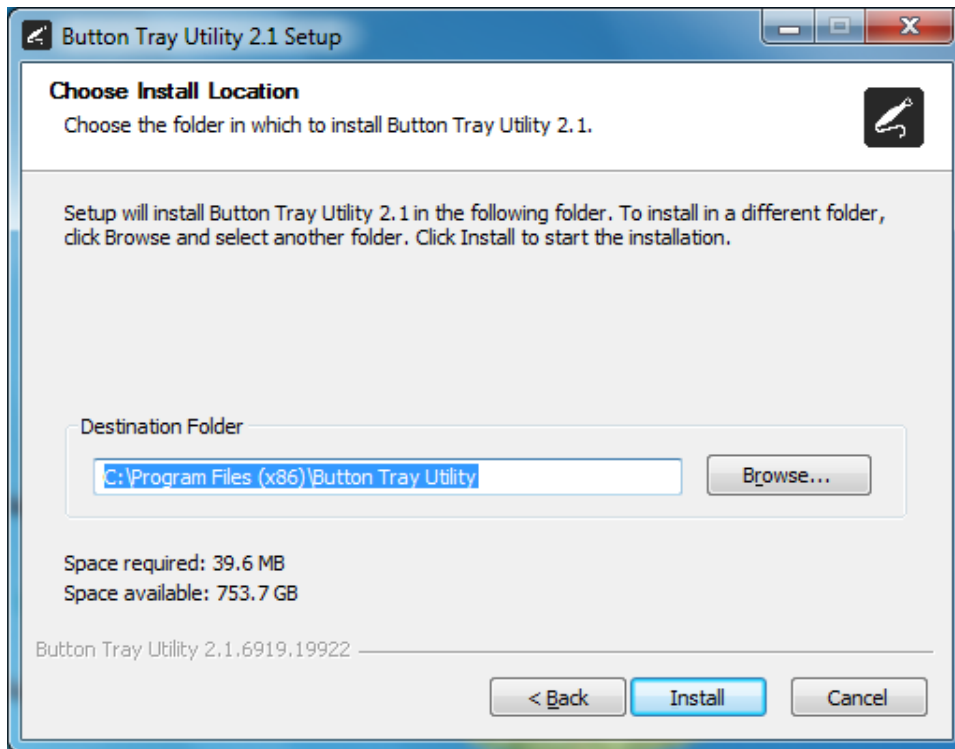 Button Tray Utility 2.1 Setup
Choose Install Location
Choose the folder in which to install Button Tray Utility 2.1.
Setup will install Button Tray Utility 2.1 in the following folder. To install in a different folder,
click Browse and select another folder. Click Install to start the installation.
Destination Folder
C:\Program Files (x86)\Button Tray Utility
Browse...
Space required: 39.6 MB
Space available: 753.7 GB
Button Tray Utility 2.1.6919.19922
< Back
Install
Cancel